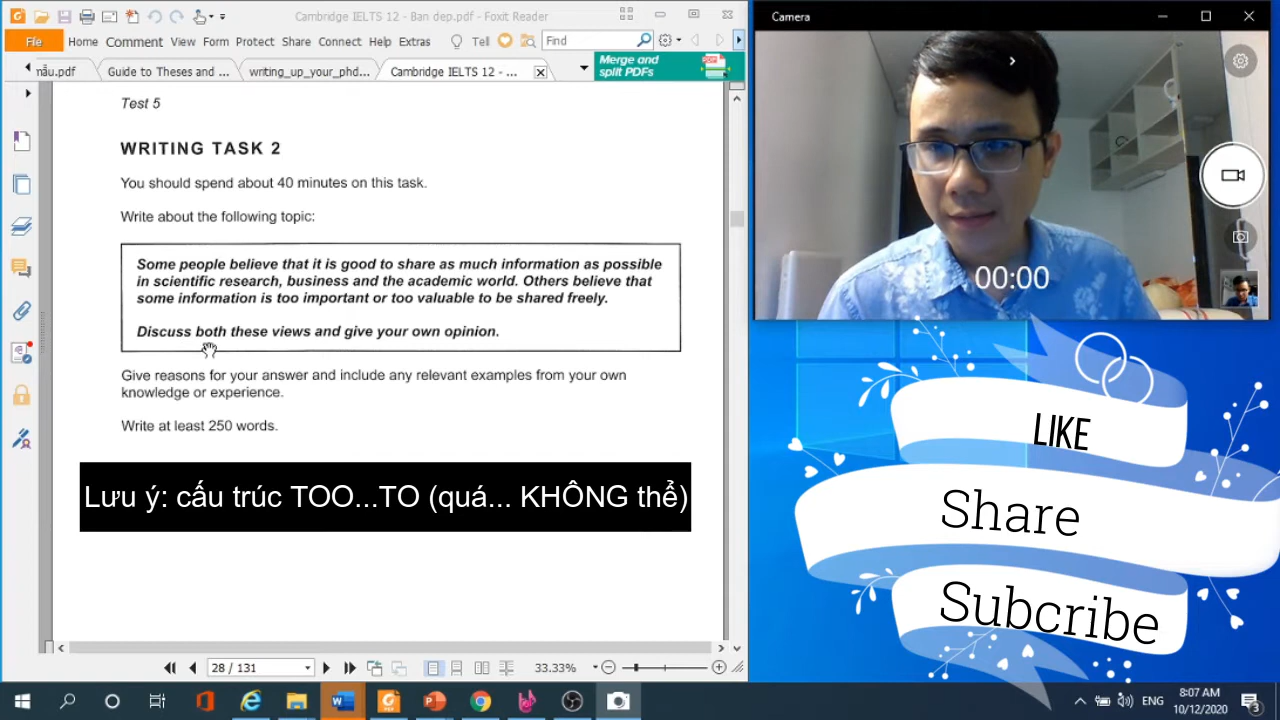 Cambridge IELTS 12 - Ban dep.pdf - Foxit Reader
File Home Comment View Form Protect Share Connect Help Extras Tell Find
mẫu.pdf Guide to Theses and ... writing_up_your_phd... Cambridge IELTS 12 - ...
Merge and
split PDFs
Test 5
WRITING TASK 2
You should spend about 40 minutes on this task.
Write about the following topic:
Some people believe that it is good to share as much information as possible
in scientific research, business and the academic world. Others believe that
some information is too important or too valuable to be shared freely.
Discuss both these views and give your own opinion.
Give reasons for your answer and include any relevant examples from your own
knowledge or experience.
Write at least 250 words.
Lưu ý: cấu trúc TOO...TO (quá... KHÔNG thể)
28 / 131 33.33%
Camera
00:00
LIKE
Share
Subcribe
ENG
8:07 AM
10/12/2020
3